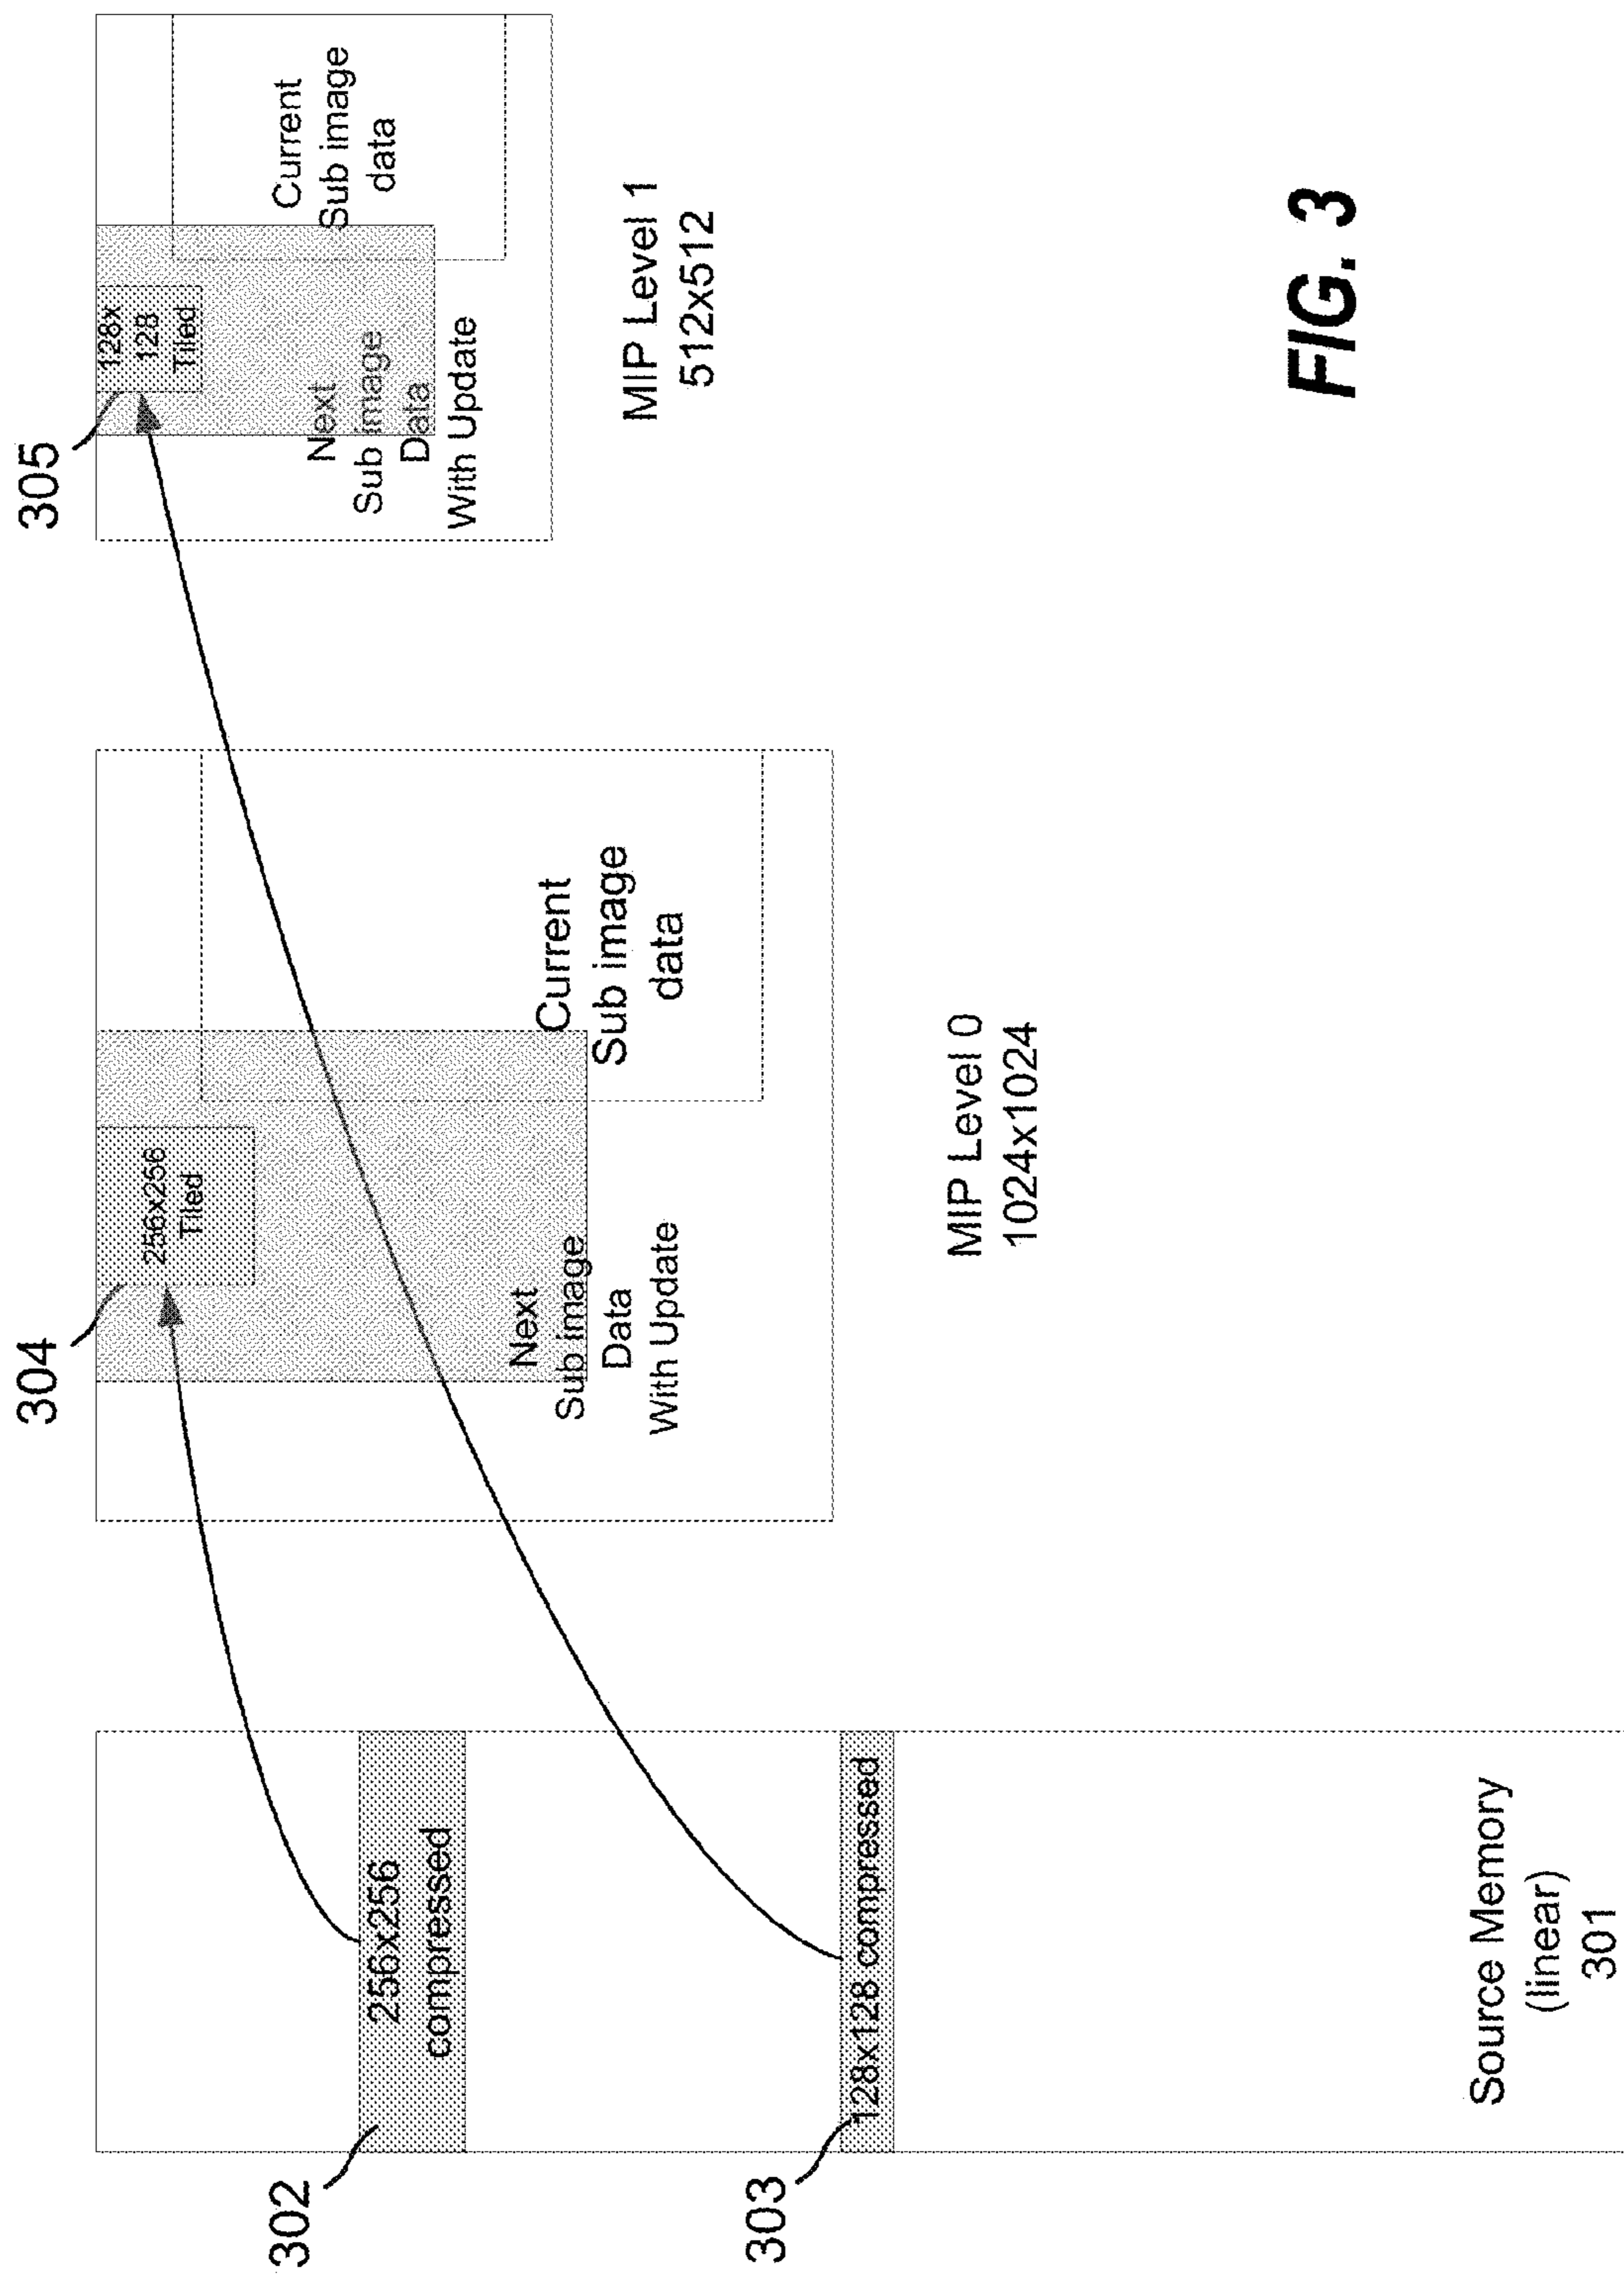 302
256x256
compressed
303
128x128 compressed
Source Memory
(linear)
301
304
256x256
Tiled
Next
Sub image
Data
With Update
Current
Sub image
data
MIP Level 0
1024x1024
305
128x
128
Tiled
Next
Sub image
Data
With Update
Current
Sub image
data
MIP Level 1
512x512
FIG. 3